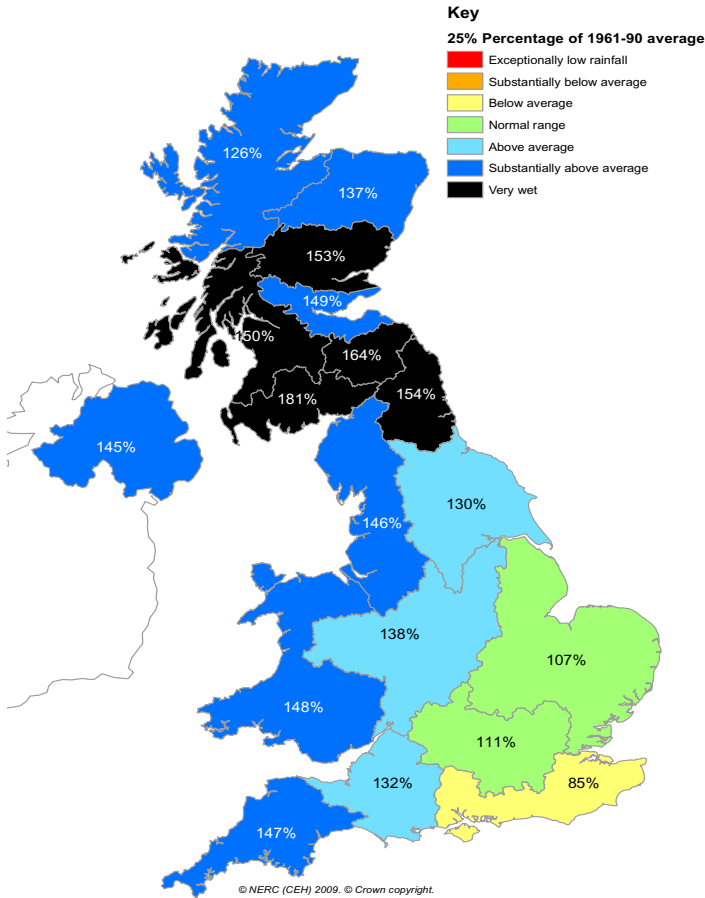 Key
25% Percentage of 1961-90 average
Exceptionally low rainfall
Substantially below average
Below average
Normal range
Above average
Substantially above average
Very wet
126%
137%
153%
149%
150%
164%
181%
154%
145%
130%
146%
138%
107%
148%
111%
132%
85%
147%
© NERC (CEH) 2009. © Crown copyright.